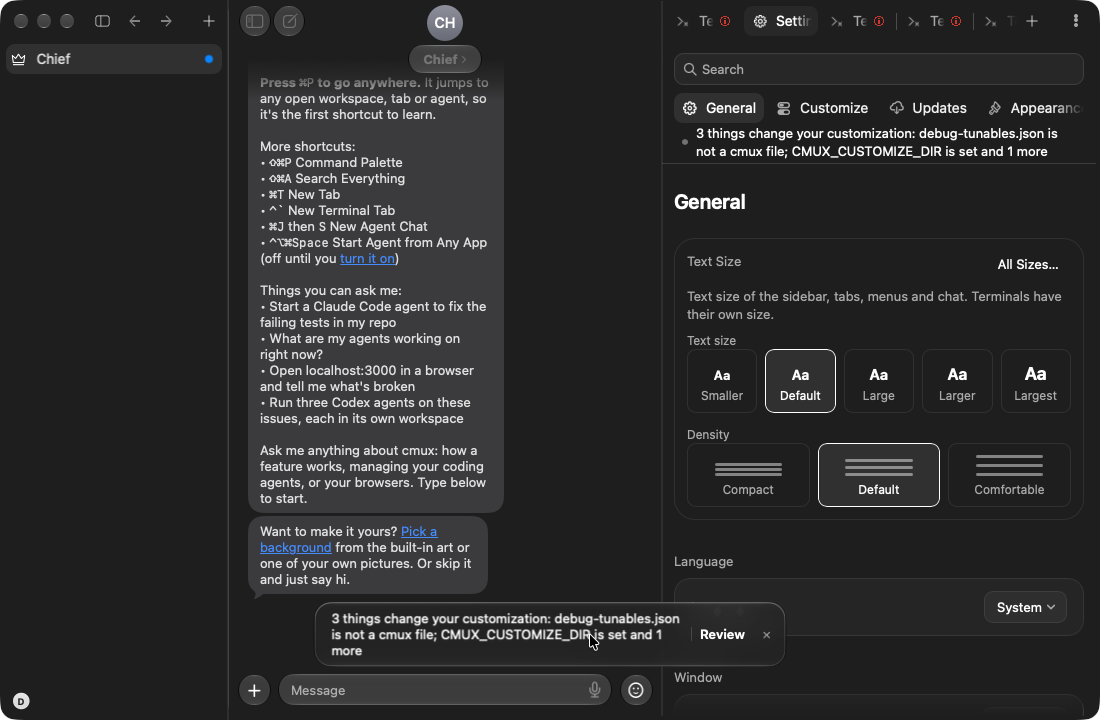 Chief
D
CH
Chief ›
Press ⌘P to go anywhere. It jumps to
any open workspace, tab or agent, so
it's the first shortcut to learn.
More shortcuts:
• ⇧⌘P Command Palette
• ⇧⌘A Search Everything
• ⌘T New Tab
• ^` New Terminal Tab
• ⌘J then S New Agent Chat
• ^⌥⌘Space Start Agent from Any App
(off until you turn it on)
Things you can ask me:
• Start a Claude Code agent to fix the
failing tests in my repo
• What are my agents working on
right now?
• Open localhost:3000 in a browser
and tell me what's broken
• Run three Codex agents on these
issues, each in its own workspace
Ask me anything about cmux: how a
feature works, managing your coding
agents, or your browsers. Type below
to start.
Want to make it yours? Pick a
background from the built-in art or
one of your own pictures. Or skip it
and just say hi.
3 things change your customization: debug-tunables.json
is not a cmux file; CMUX_CUSTOMIZE_DIR is set and 1
more
Review
Message
Te
Settin
Te
Te
T
Search
General
Customize
Updates
Appearanc
3 things change your customization: debug-tunables.json is
not a cmux file; CMUX_CUSTOMIZE_DIR is set and 1 more
General
Text Size
All Sizes...
Text size of the sidebar, tabs, menus and chat. Terminals have
their own size.
Text size
Aa Aa Aa Aa Aa
Smaller Default Large Larger Largest
Density
Compact Default Comfortable
Language
System
Window